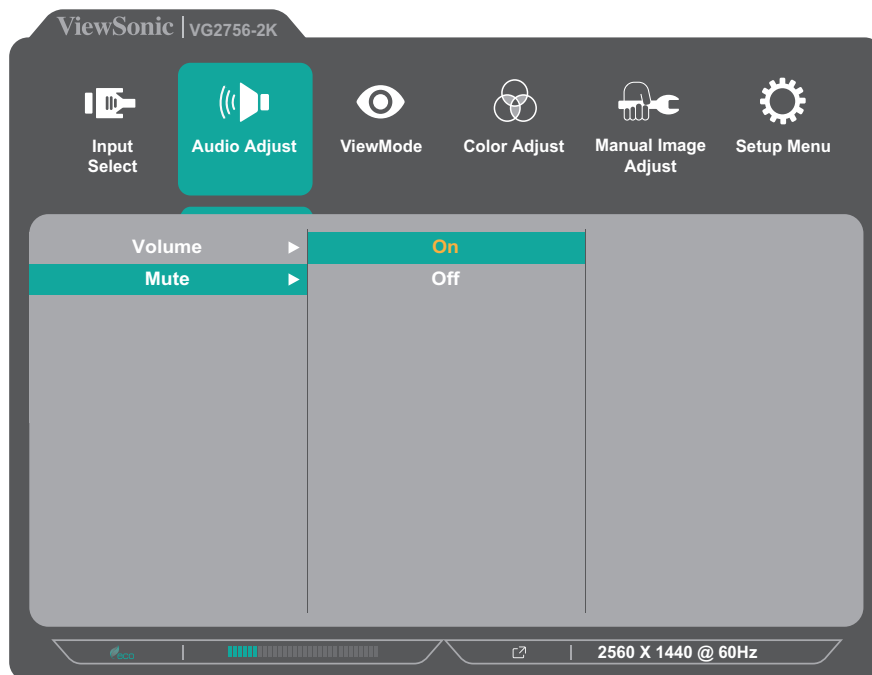 ViewSonic | VG2756-2K
Input Select
Audio Adjust
ViewMode
Color Adjust
Manual Image Adjust
Setup Menu
Volume
On
Mute
Off
eco
2560 X 1440 @ 60Hz